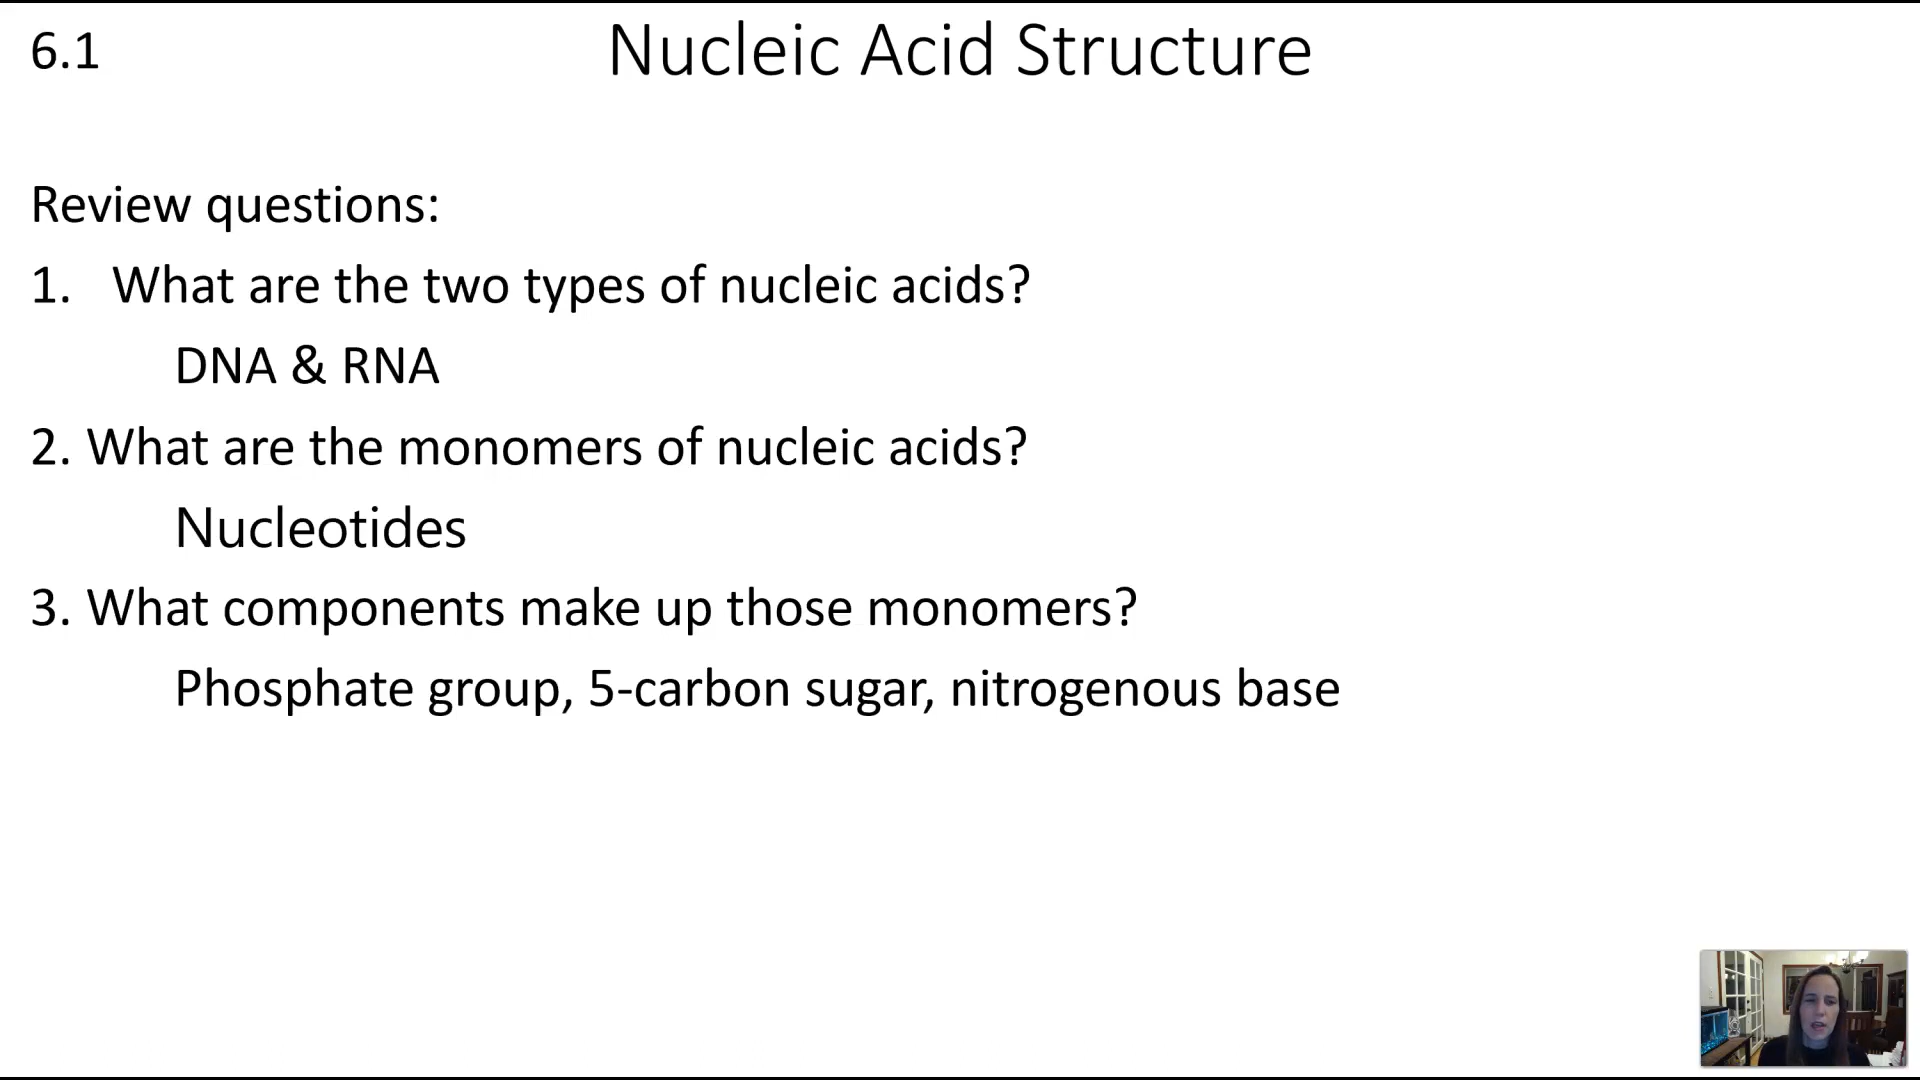 6.1
Nucleic Acid Structure
Review questions:
1. What are the two types of nucleic acids?
DNA & RNA
2. What are the monomers of nucleic acids?
Nucleotides
3. What components make up those monomers?
Phosphate group, 5-carbon sugar, nitrogenous base